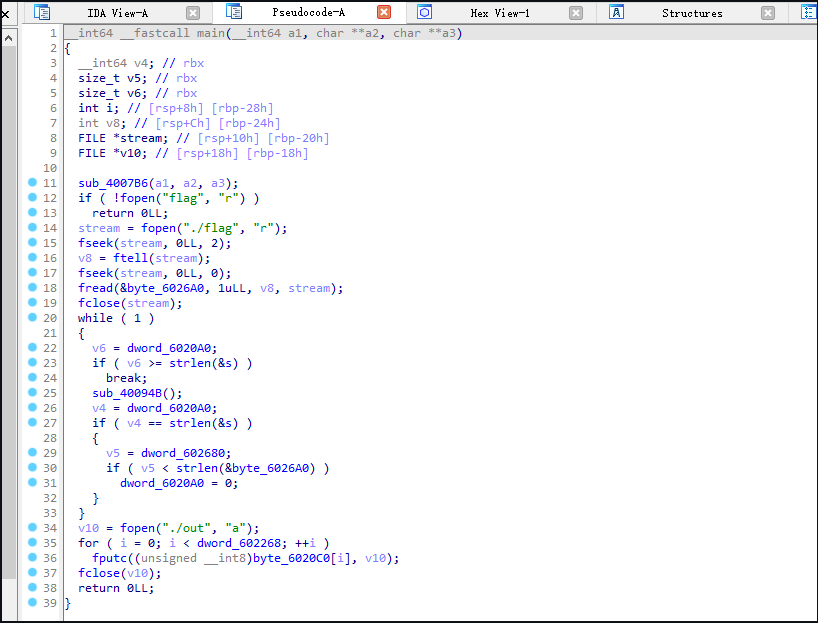 IDA View-A Pseudocode-A Hex View-1 Structures
1 __int64 __fastcall main(__int64 a1, char **a2, char **a3)
2 {
3 __int64 v4; // rbx
4 size_t v5; // rbx
5 size_t v6; // rbx
6 int i; // [rsp+8h] [rbp-28h]
7 int v8; // [rsp+Ch] [rbp-24h]
8 FILE *stream; // [rsp+10h] [rbp-20h]
9 FILE *v10; // [rsp+18h] [rbp-18h]
10
11 sub_4007B6(a1, a2, a3);
12 if ( !fopen("flag", "r") )
13 return 0LL;
14 stream = fopen("./flag", "r");
15 fseek(stream, 0LL, 2);
16 v8 = ftell(stream);
17 fseek(stream, 0LL, 0);
18 fread(&byte_6026A0, 1uLL, v8, stream);
19 fclose(stream);
20 while ( 1 )
21 {
22 v6 = dword_6020A0;
23 if ( v6 >= strlen(&s) )
24 break;
25 sub_40094B();
26 v4 = dword_6020A0;
27 if ( v4 == strlen(&s) )
28 {
29 v5 = dword_602680;
30 if ( v5 < strlen(&byte_6026A0) )
31 dword_6020A0 = 0;
32 }
33 }
34 v10 = fopen("./out", "a");
35 for ( i = 0; i < dword_602268; ++i )
36 fputc((unsigned __int8)byte_6020C0[i], v10);
37 fclose(v10);
38 return 0LL;
39 }